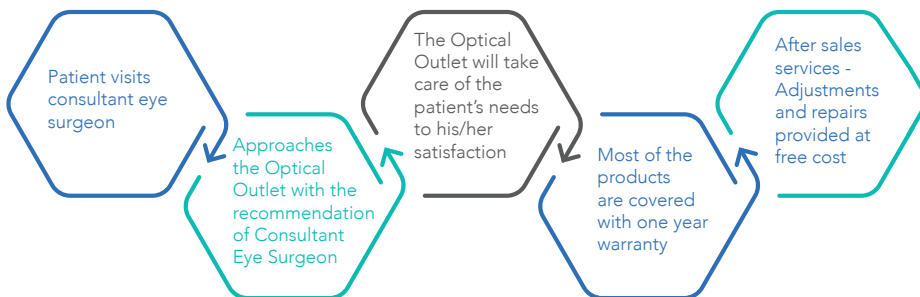 Patient visits
consultant eye
surgeon
Approaches
the Optical
Outlet with the
recommendation
of Consultant
Eye Surgeon
The Optical
Outlet will take
care of the
patient's needs
to his/her
satisfaction
Most of the
products
are covered
with one year
warranty
After sales
services -
Adjustments
and repairs
provided at
free cost